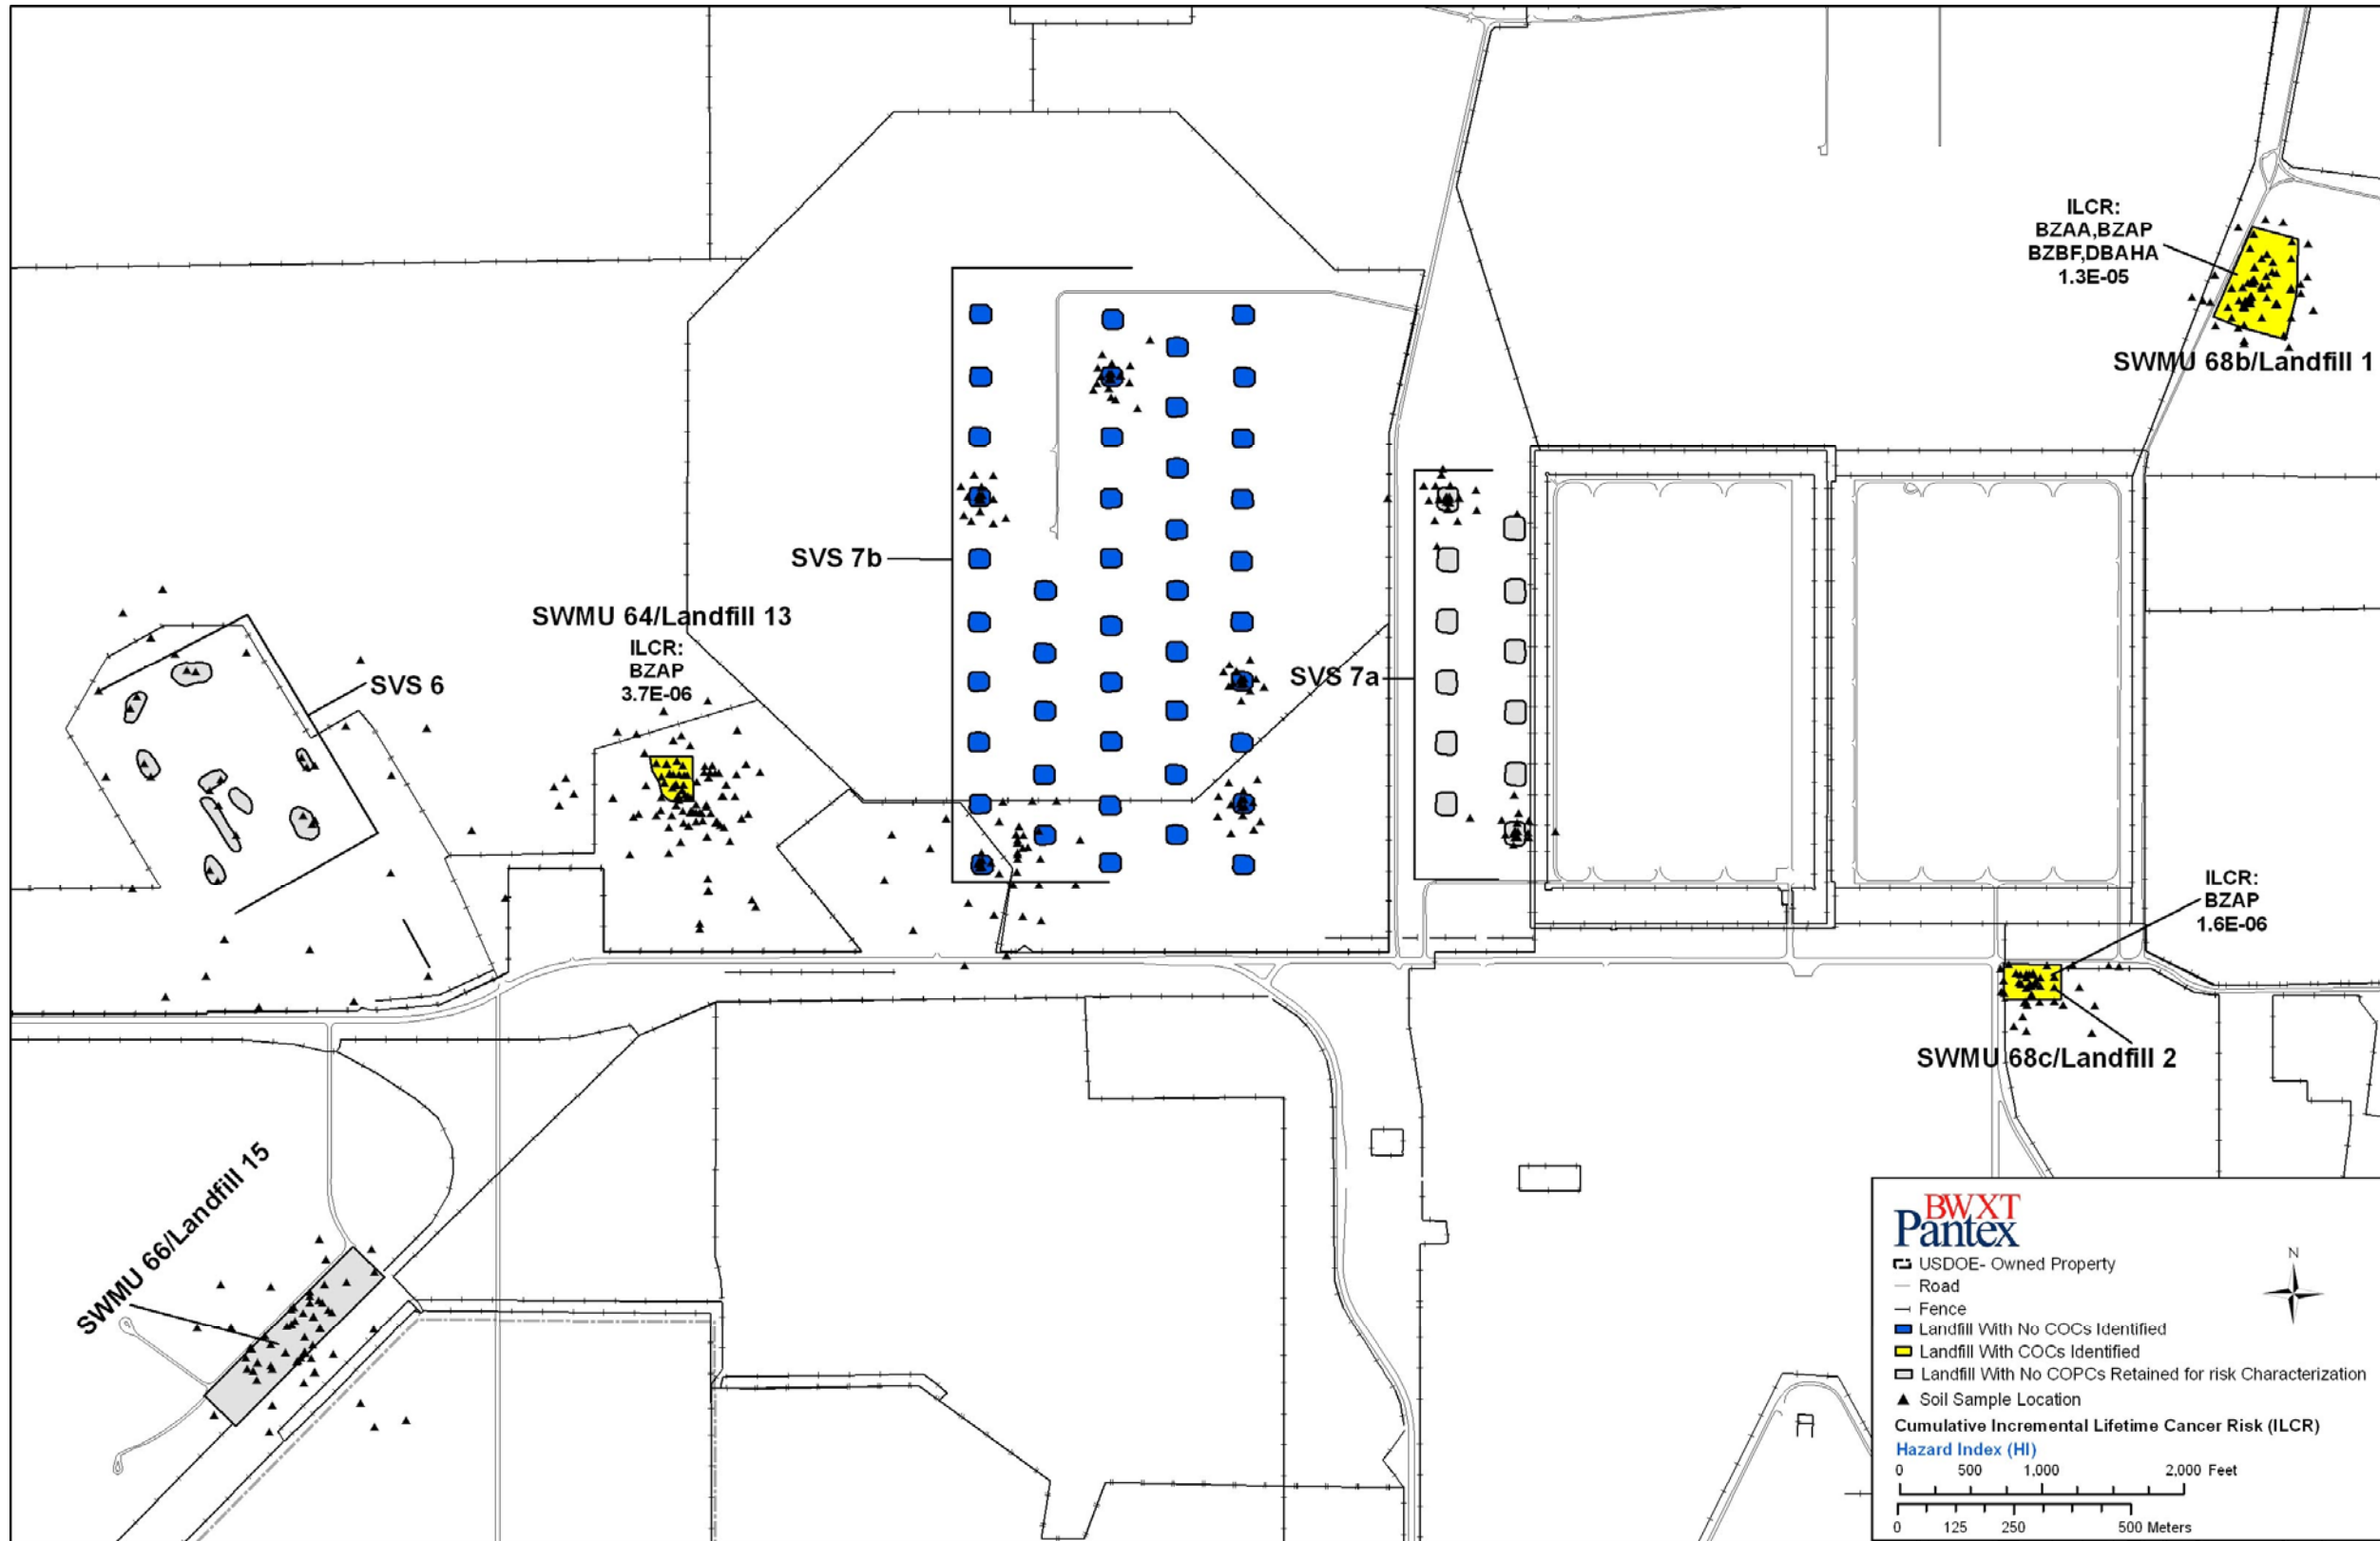 ILCR:
BZAA,BZAP
BZBF,DBAHA
1.3E-05
SWMU 68b/Landfill 1
SVS 7b
SWMU 64/Landfill 13
ILCR:
BZAP
3.7E-06
SVS 6
SVS 7a
ILCR:
BZAP
1.6E-06
SWMU 68c/Landfill 2
SWMU 66/Landfill 15
BWXT
Pantex
USDOE- Owned Property
Road
Fence
Landfill With No COCs Identified
Landfill With COCs Identified
Landfill With No COPCs Retained for risk Characterization
Soil Sample Location
Cumulative Incremental Lifetime Cancer Risk (ILCR)
Hazard Index (HI)
0 500 1,000 2,000 Feet
0 125 250 500 Meters
N